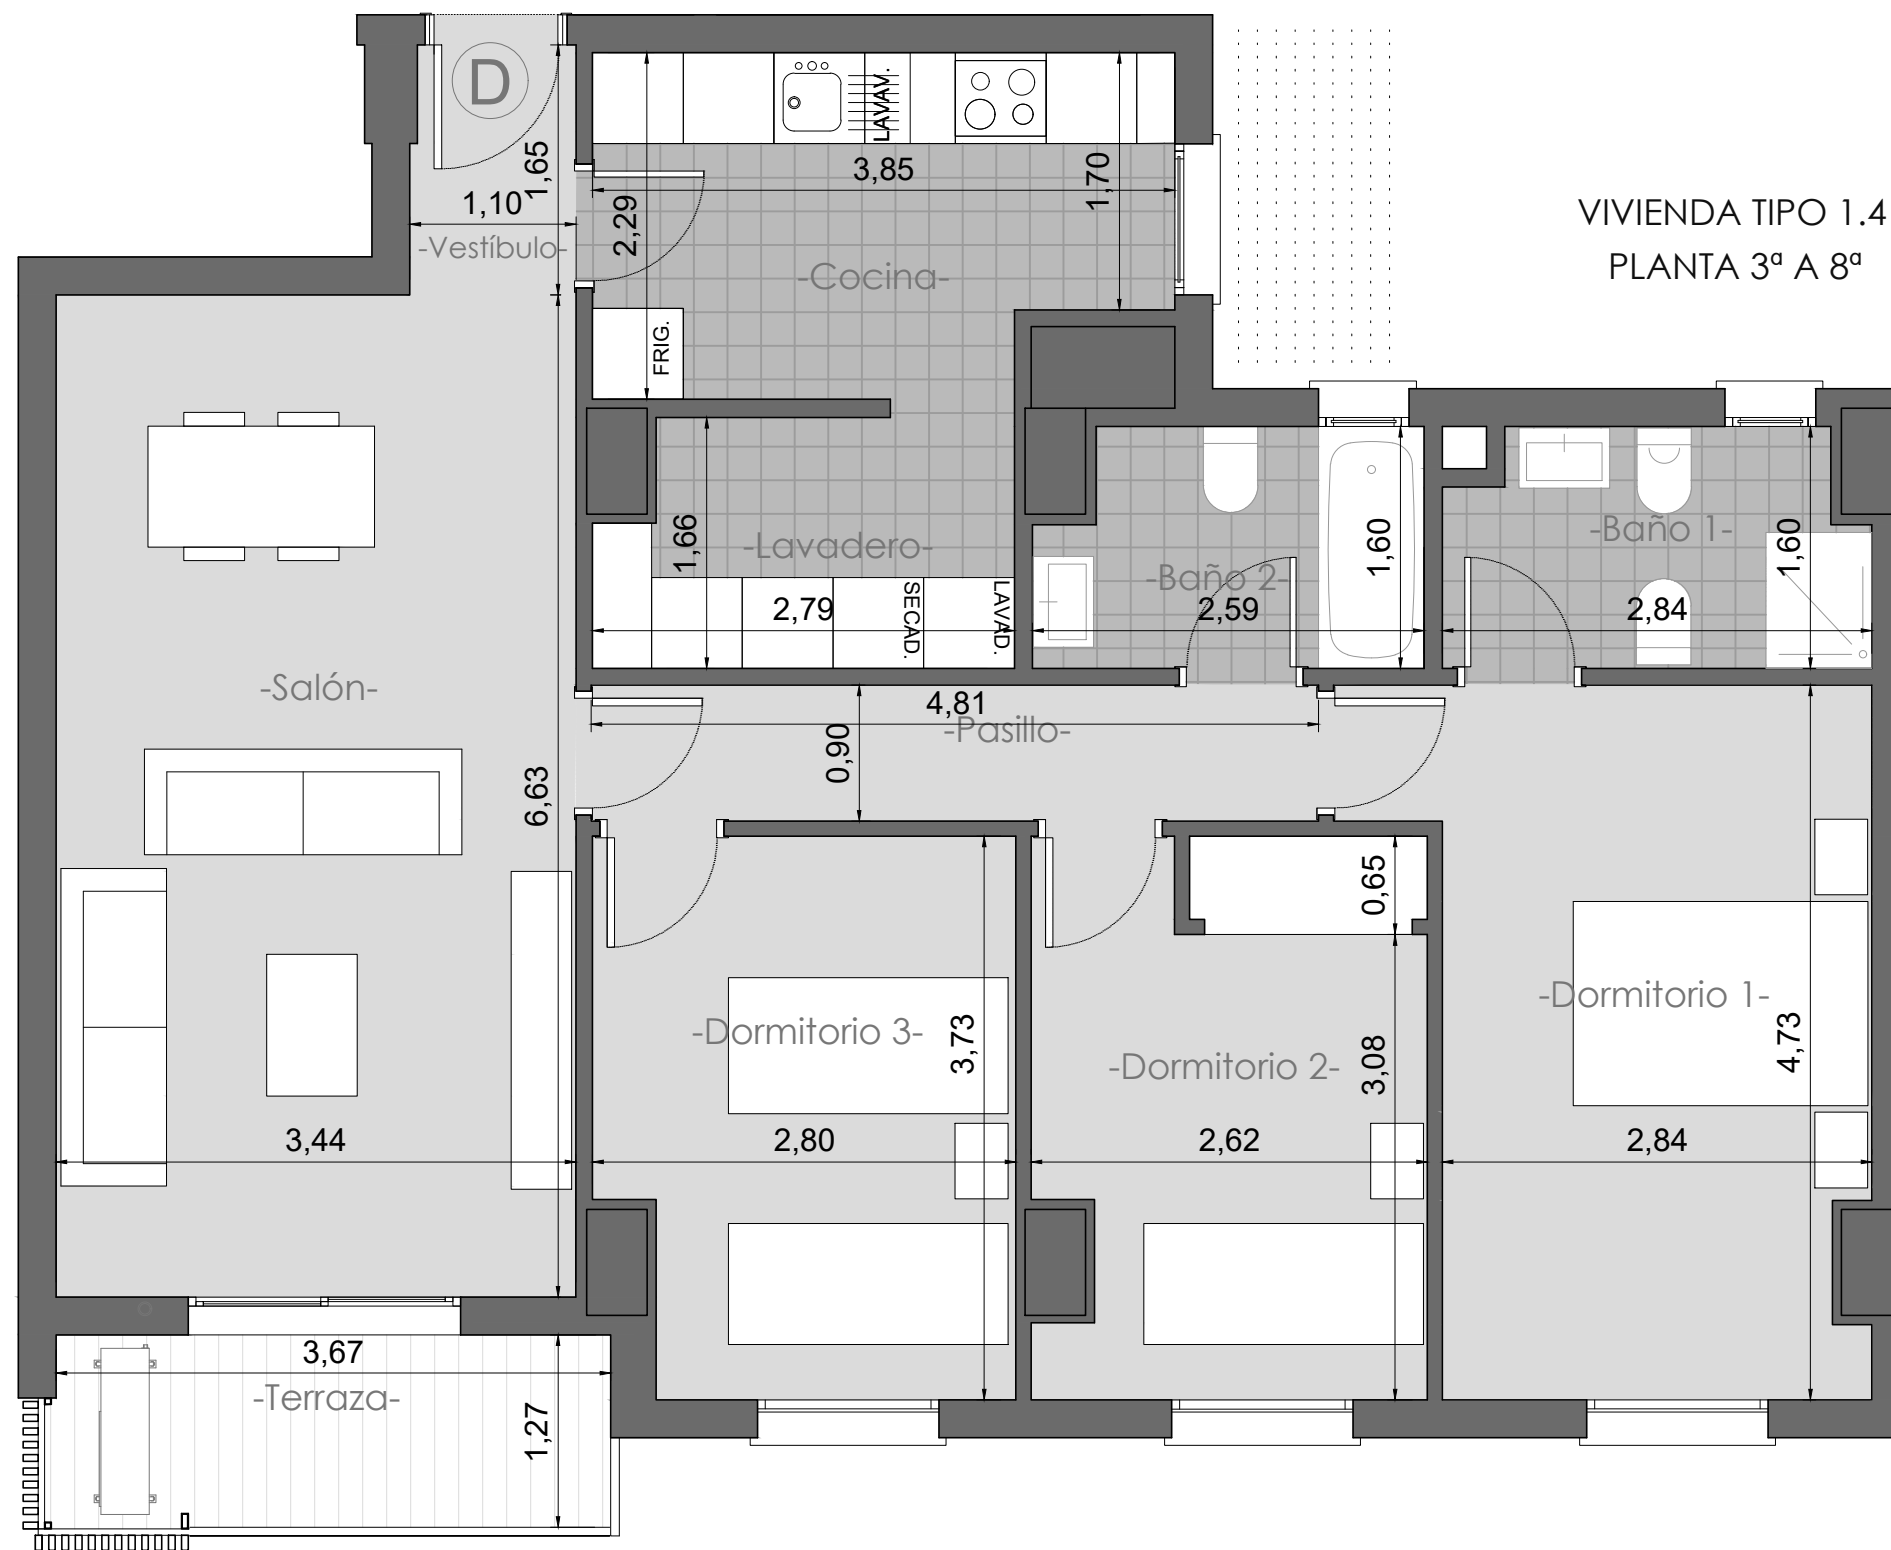 D
LAVAV.
1,65
3,85
1,70
1,10
2,29
-Vestíbulo-
-Cocina-
VIVIENDA TIPO 1.4
PLANTA 3ª A 8ª
FRIG.
1,66
-Lavadero-
2,79
SECAD.
LAVAD.
-Baño 2-
2,59
1,60
-Baño 1-
2,84
1,60
-Salón-
4,81
-Pasillo-
0,90
6,63
0,65
-Dormitorio 3-
3,73
-Dormitorio 2-
3,08
-Dormitorio 1-
4,73
3,44
2,80
2,62
2,84
3,67
-Terraza-
1,27